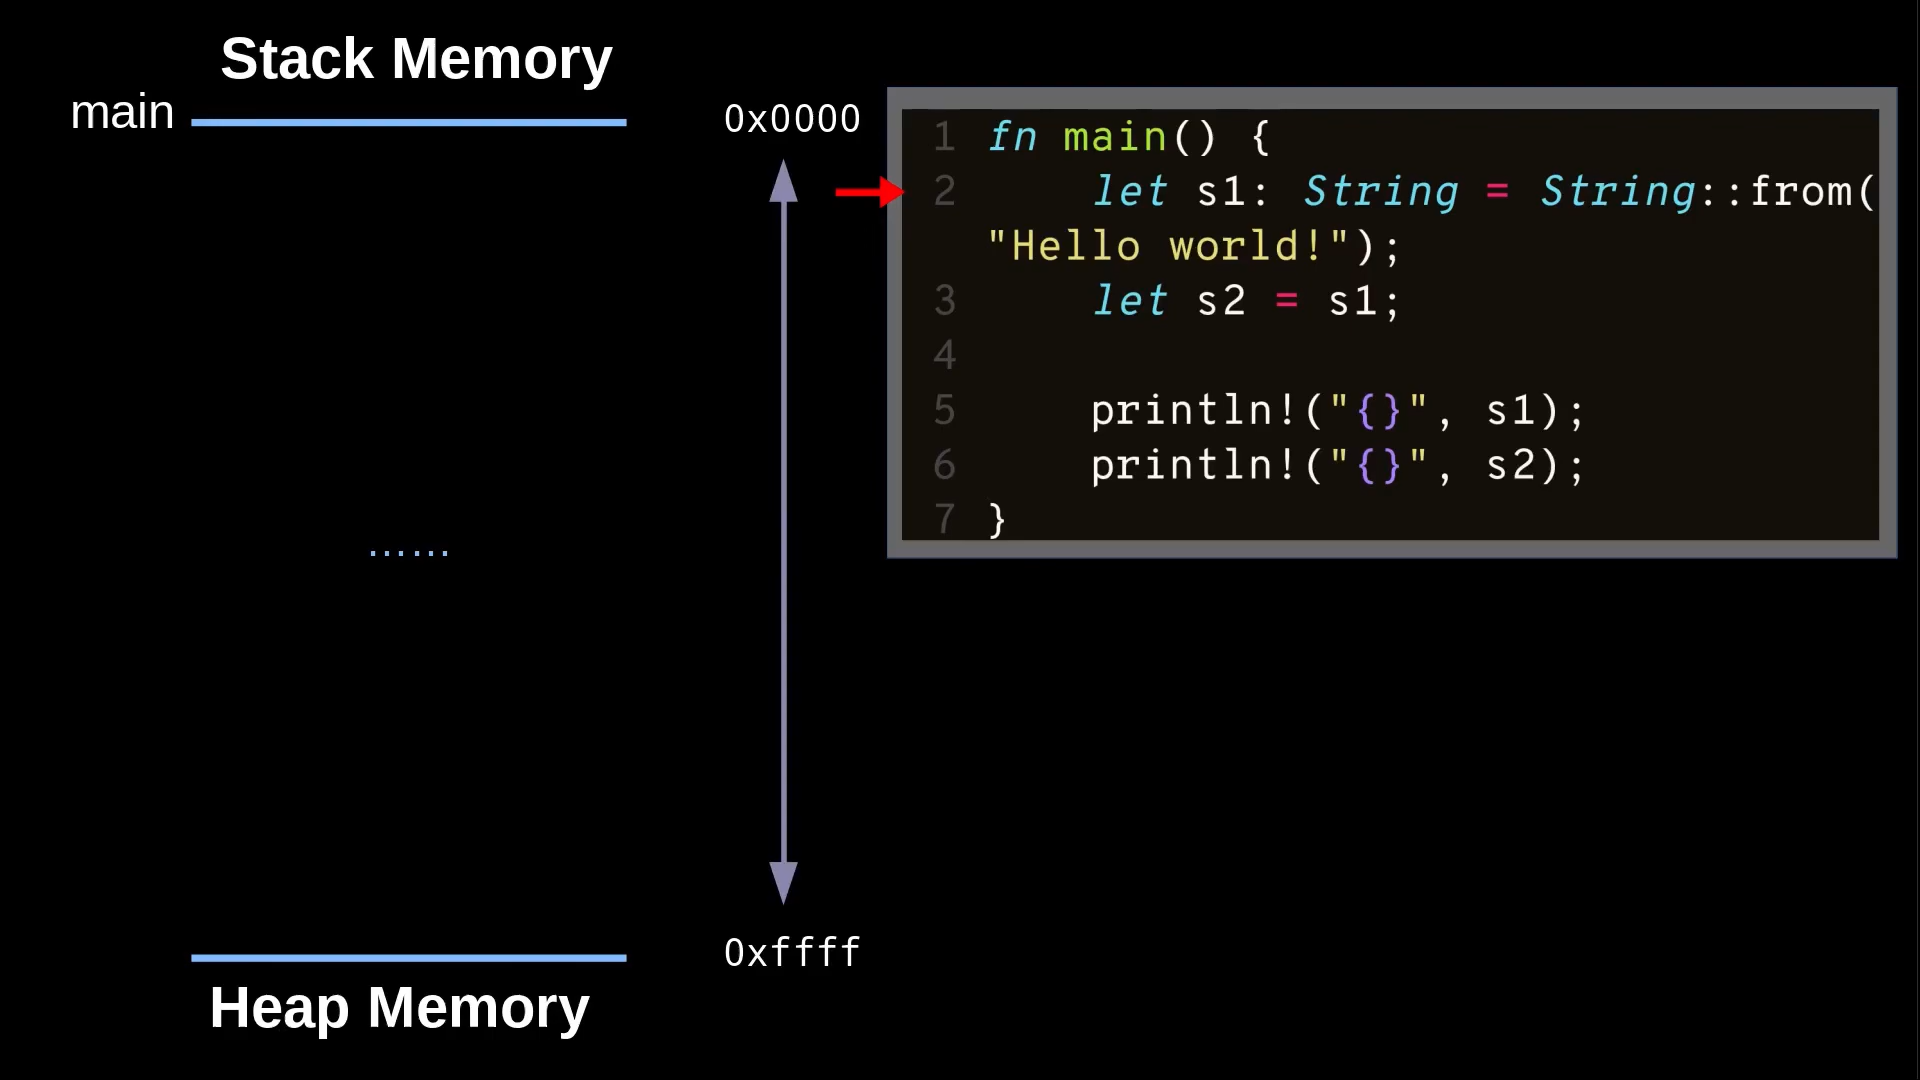 Stack Memory
main
0x0000
1 fn main() {
2     let s1: String = String::from(
"Hello world!");
3     let s2 = s1;
4
5     println!("{}", s1);
6     println!("{}", s2);
7 }
......
0xffff
Heap Memory